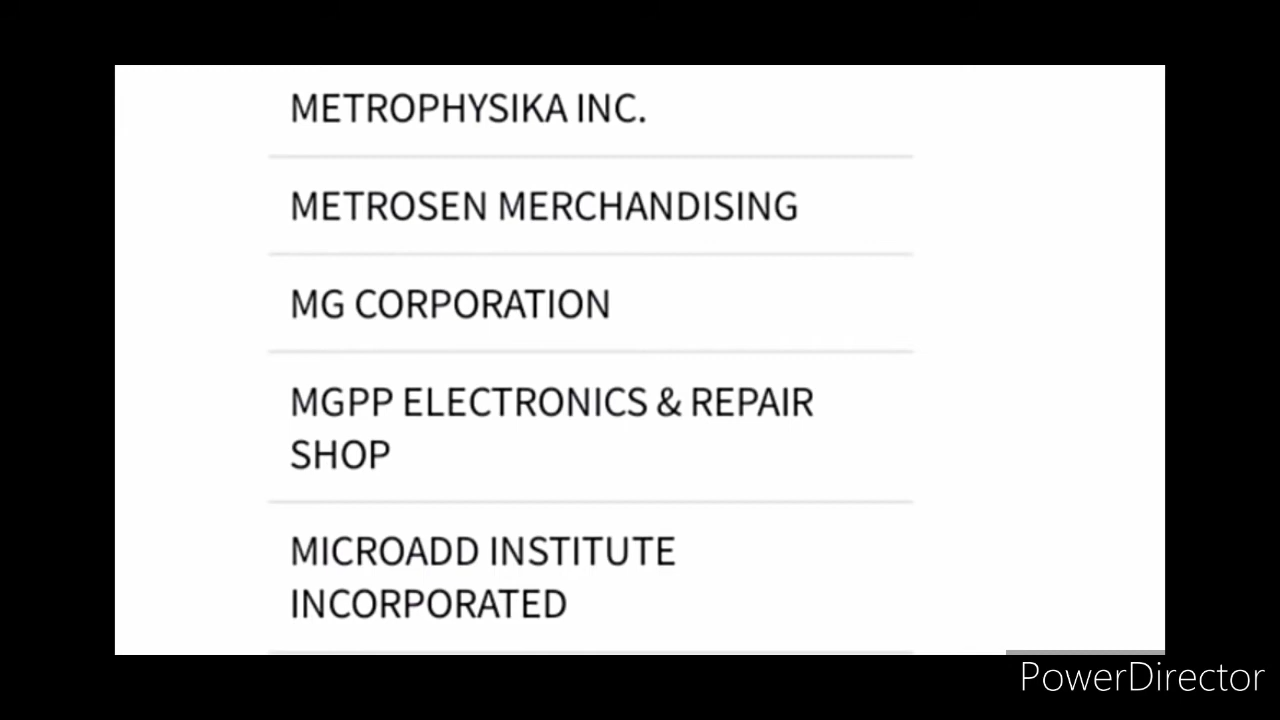 METROPHYSIKA INC.
METROSEN MERCHANDISING
MG CORPORATION
MGPP ELECTRONICS & REPAIR
SHOP
MICROADD INSTITUTE
INCORPORATED
PowerDirector